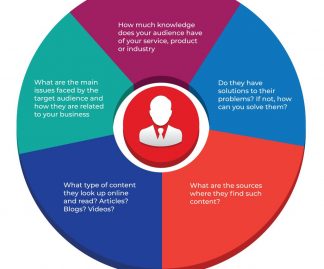 How much knowledge
does your audience have
of your service, product
or industry
Do they have
solutions to their
problems? If not, how
can you solve them?
What are the sources
where they find such
content?
What type of content
they look up online
and read? Articles?
Blogs? Videos?
What are the main
issues faced by the
target audience and
how they are related
to your business